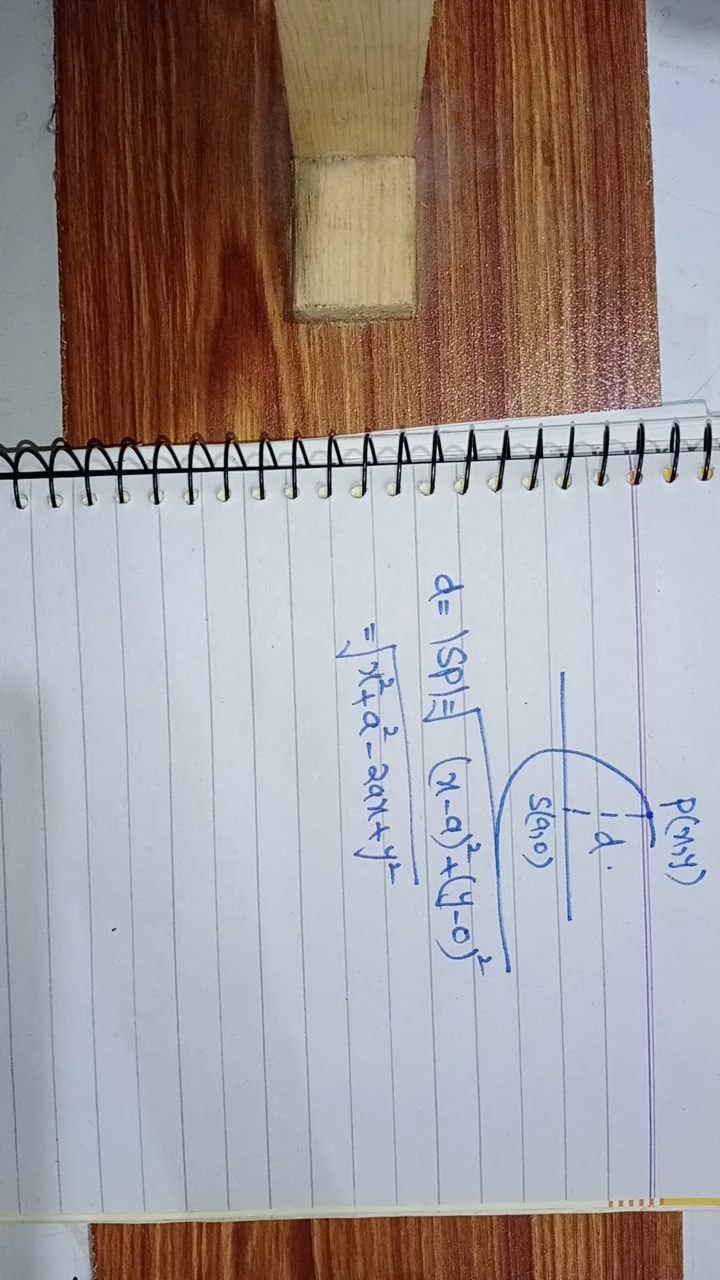 P(x,y)
d.
S(a,0)
d = |SP| = √(x-a)² + (y-0)²
= √x² + a² - 2ax + y²